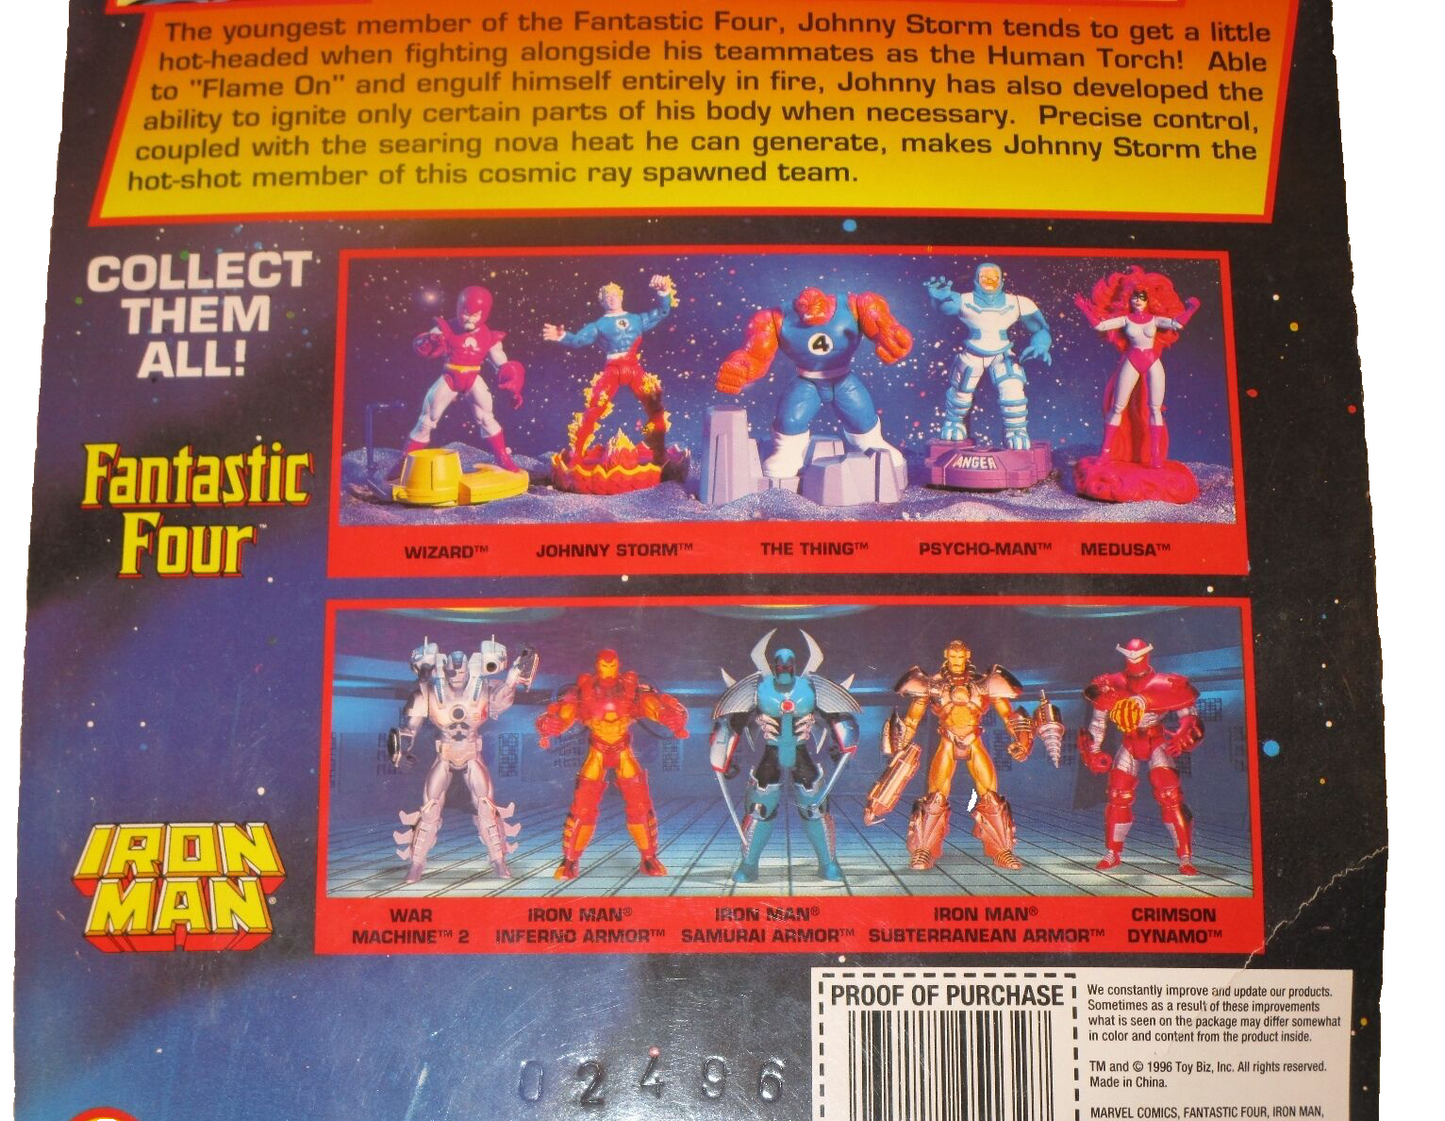 The youngest member of the Fantastic Four, Johnny Storm tends to get a little
hot-headed when fighting alongside his teammates as the Human Torch! Able
to "Flame On" and engulf himself entirely in fire, Johnny has also developed the
ability to ignite only certain parts of his body when necessary. Precise control,
coupled with the searing nova heat he can generate, makes Johnny Storm the
hot-shot member of this cosmic ray spawned team.
COLLECT
THEM
ALL!
Fantastic
Four™
4
4
ANGER
WIZARD™ JOHNNY STORM™ THE THING™ PSYCHO-MAN™ MEDUSA™
IRON
MAN®
WAR
MACHINE™ 2
IRON MAN®
INFERNO ARMOR™
IRON MAN®
SAMURAI ARMOR™
IRON MAN®
SUBTERRANEAN ARMOR™
CRIMSON
DYNAMO™
02496
PROOF OF PURCHASE
We constantly improve and update our products.
Sometimes as a result of these improvements
what is seen on the package may differ somewhat
in color and content from the product inside.
TM and © 1996 Toy Biz, Inc. All rights reserved.
Made in China.
MARVEL COMICS, FANTASTIC FOUR, IRON MAN,